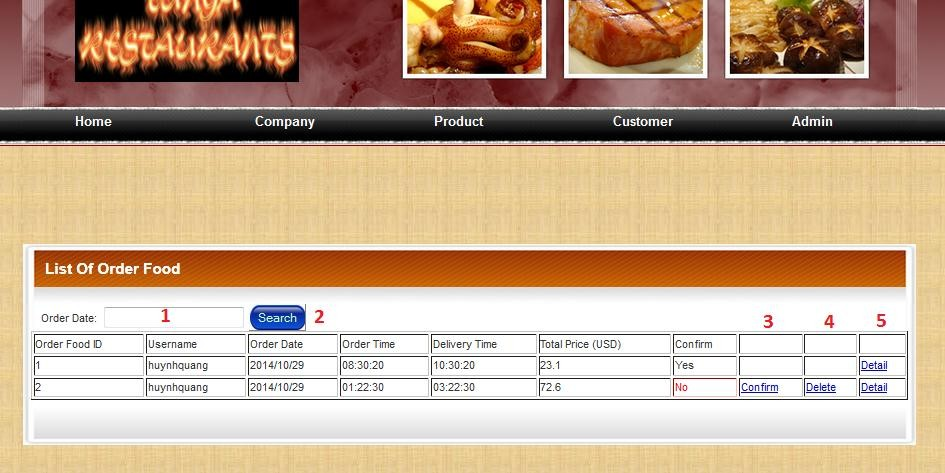 RESTAURANTS
Home Company Product Customer Admin
List Of Order Food
Order Date: 1 Search 2 3 4 5
Order Food ID Username Order Date Order Time Delivery Time Total Price (USD) Confirm
1 huynhquang 2014/10/29 08:30:20 10:30:20 23.1 Yes Detail
2 huynhquang 2014/10/29 01:22:30 03:22:30 72.6 No Confirm Delete Detail